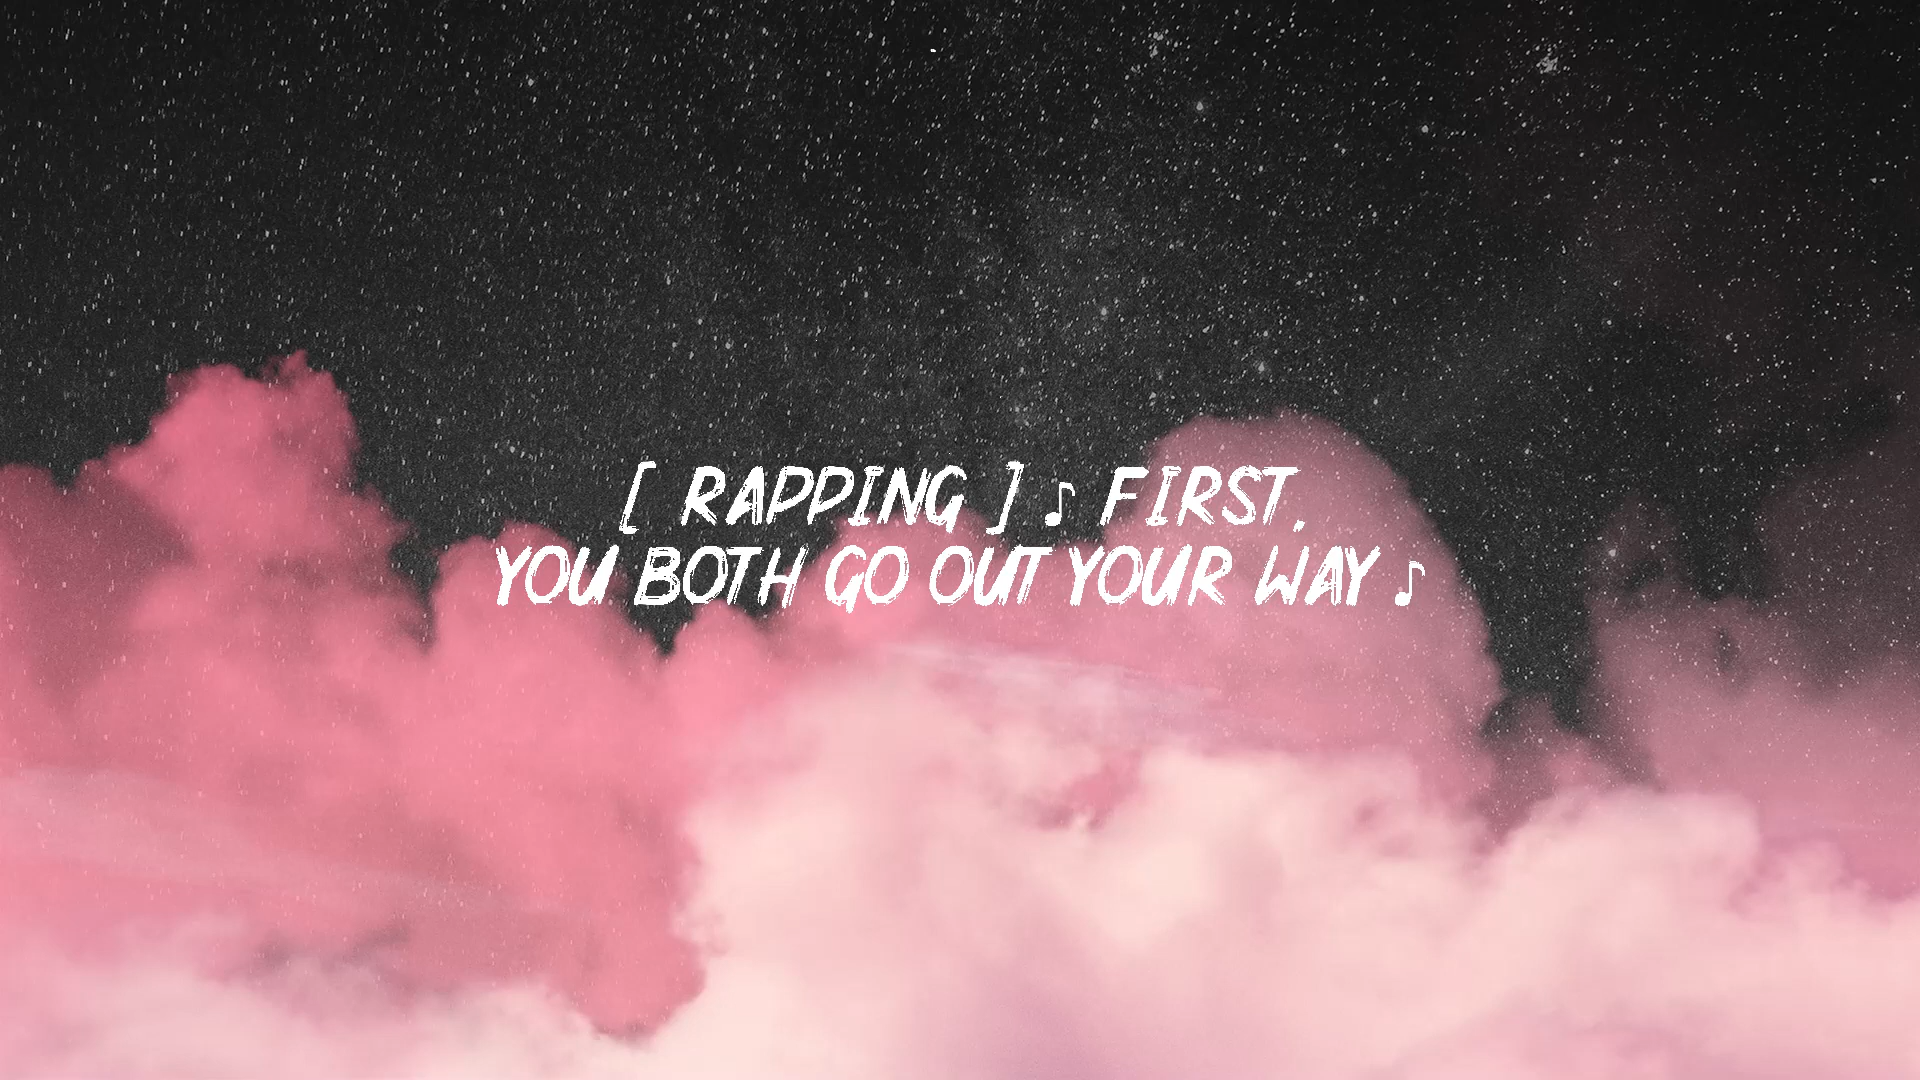 [ RAPPING ] ♪ FIRST,
YOU BOTH GO OUT YOUR WAY ♪